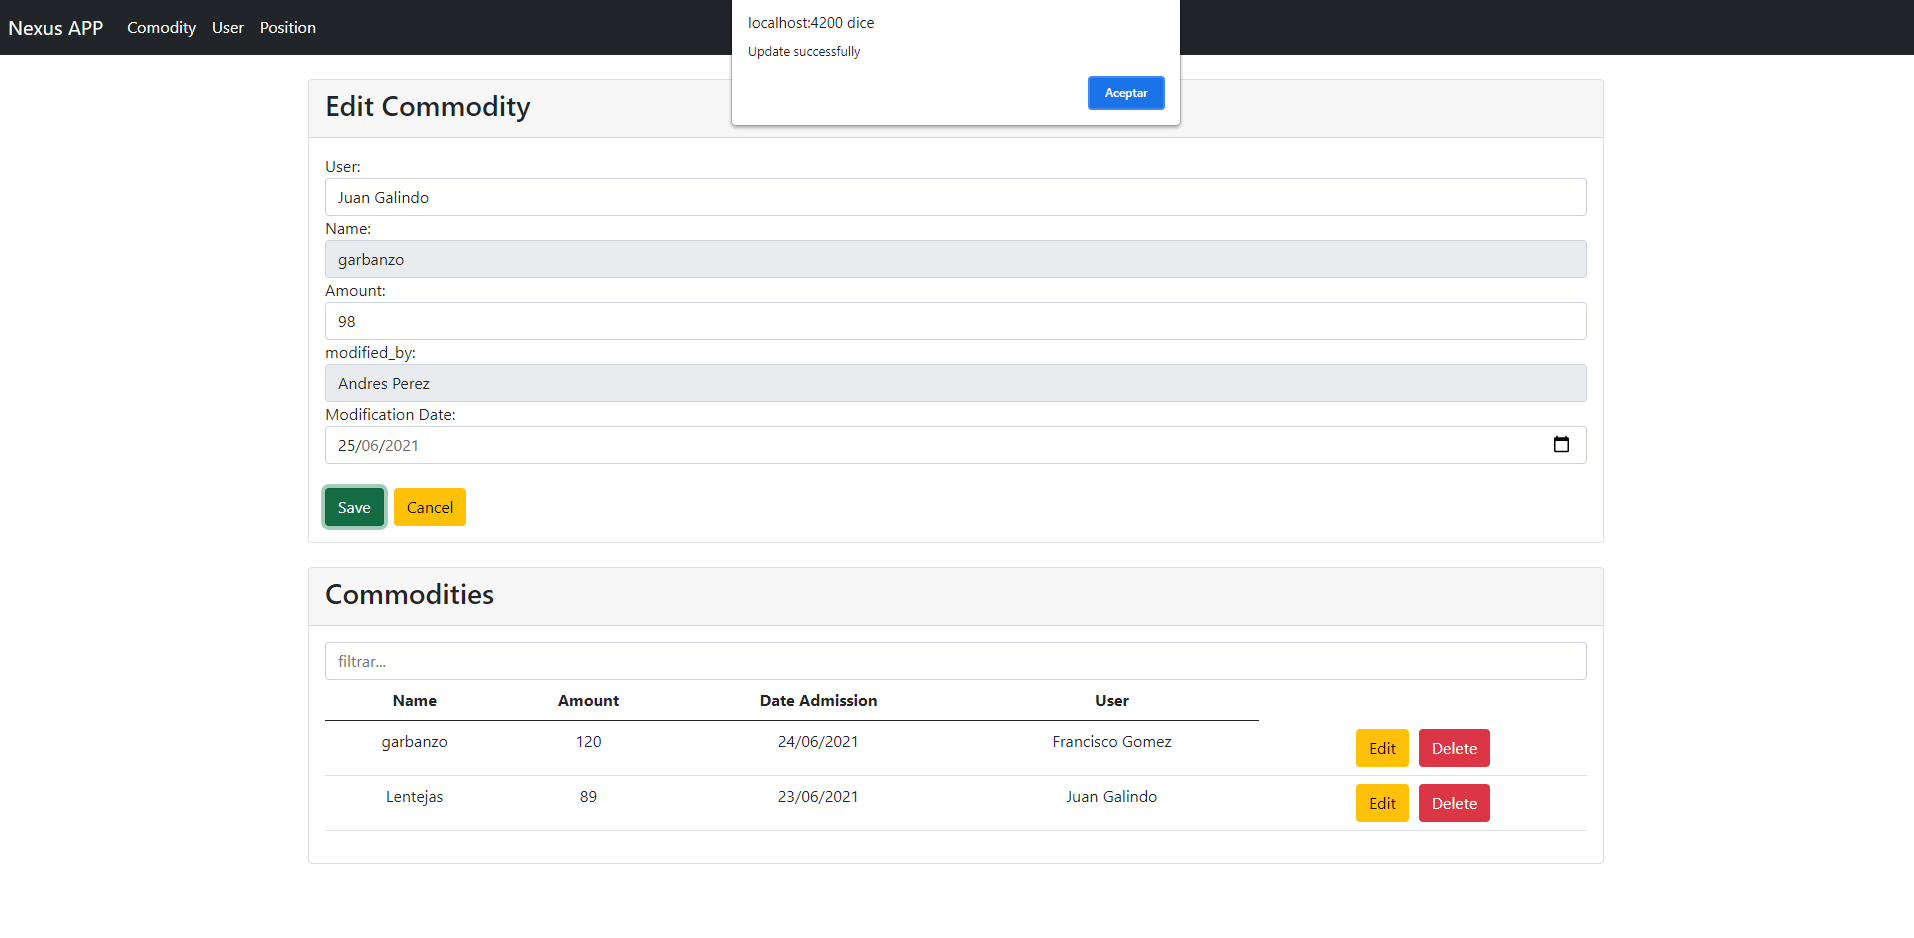 Nexus APP Comodity User Position
localhost:4200 dice
Update successfully
Aceptar
Edit Commodity
User:
Juan Galindo
Name:
garbanzo
Amount:
98
modified_by:
Andres Perez
Modification Date:
25/06/2021
Save Cancel
Commodities
filtrar...
Name Amount Date Admission User
garbanzo 120 24/06/2021 Francisco Gomez Edit Delete
Lentejas 89 23/06/2021 Juan Galindo Edit Delete